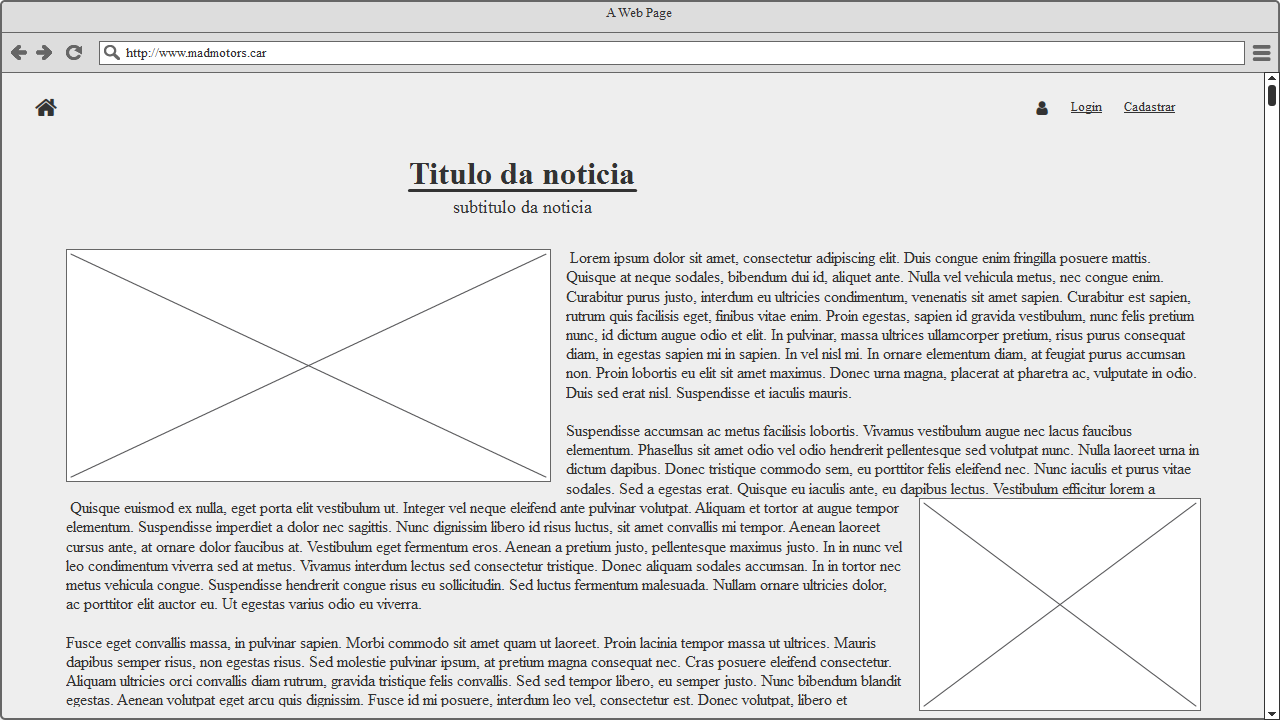 A Web Page
http://www.madmotors.car
Login Cadastrar
Titulo da noticia
subtitulo da noticia
Lorem ipsum dolor sit amet, consectetur adipiscing elit. Duis congue enim fringilla posuere mattis.
Quisque at neque sodales, bibendum dui id, aliquet ante. Nulla vel vehicula metus, nec congue enim.
Curabitur purus justo, interdum eu ultricies condimentum, venenatis sit amet sapien. Curabitur est sapien,
rutrum quis facilisis eget, finibus vitae enim. Proin egestas, sapien id gravida vestibulum, nunc felis pretium
nunc, id dictum augue odio et elit. In pulvinar, massa ultrices ullamcorper pretium, risus purus consequat
diam, in egestas sapien mi in sapien. In vel nisl mi. In ornare elementum diam, at feugiat purus accumsan
non. Proin lobortis eu elit sit amet maximus. Donec urna magna, placerat at pharetra ac, vulputate in odio.
Duis sed erat nisl. Suspendisse et iaculis mauris.
Suspendisse accumsan ac metus facilisis lobortis. Vivamus vestibulum augue nec lacus faucibus
elementum. Phasellus sit amet odio vel odio hendrerit pellentesque sed volutpat nunc. Nulla laoreet urna in
dictum dapibus. Donec tristique commodo sem, eu porttitor felis eleifend nec. Nunc iaculis et purus vitae
sodales. Sed a egestas erat. Quisque eu iaculis ante, eu dapibus lectus. Vestibulum efficitur lorem a
Quisque euismod ex nulla, eget porta elit vestibulum ut. Integer vel neque eleifend ante pulvinar volutpat. Aliquam et tortor at augue tempor
elementum. Suspendisse imperdiet a dolor nec sagittis. Nunc dignissim libero id risus luctus, sit amet convallis mi tempor. Aenean laoreet
cursus ante, at ornare dolor faucibus at. Vestibulum eget fermentum eros. Aenean a pretium justo, pellentesque maximus justo. In in nunc vel
leo condimentum viverra sed at metus. Vivamus interdum lectus sed consectetur tristique. Donec aliquam sodales accumsan. In in tortor nec
metus vehicula congue. Suspendisse hendrerit congue risus eu sollicitudin. Sed luctus fermentum malesuada. Nullam ornare ultricies dolor,
ac porttitor elit auctor eu. Ut egestas varius odio eu viverra.
Fusce eget convallis massa, in pulvinar sapien. Morbi commodo sit amet quam ut laoreet. Proin lacinia tempor massa ut ultrices. Mauris
dapibus semper risus, non egestas risus. Sed molestie pulvinar ipsum, at pretium magna consequat nec. Cras posuere eleifend consectetur.
Aliquam ultricies orci convallis diam rutrum, gravida tristique felis convallis. Sed sed tempor libero, eu semper justo. Nunc bibendum blandit
egestas. Aenean volutpat eget arcu quis dignissim. Fusce id mi posuere, interdum leo vel, consectetur est. Donec volutpat, libero et